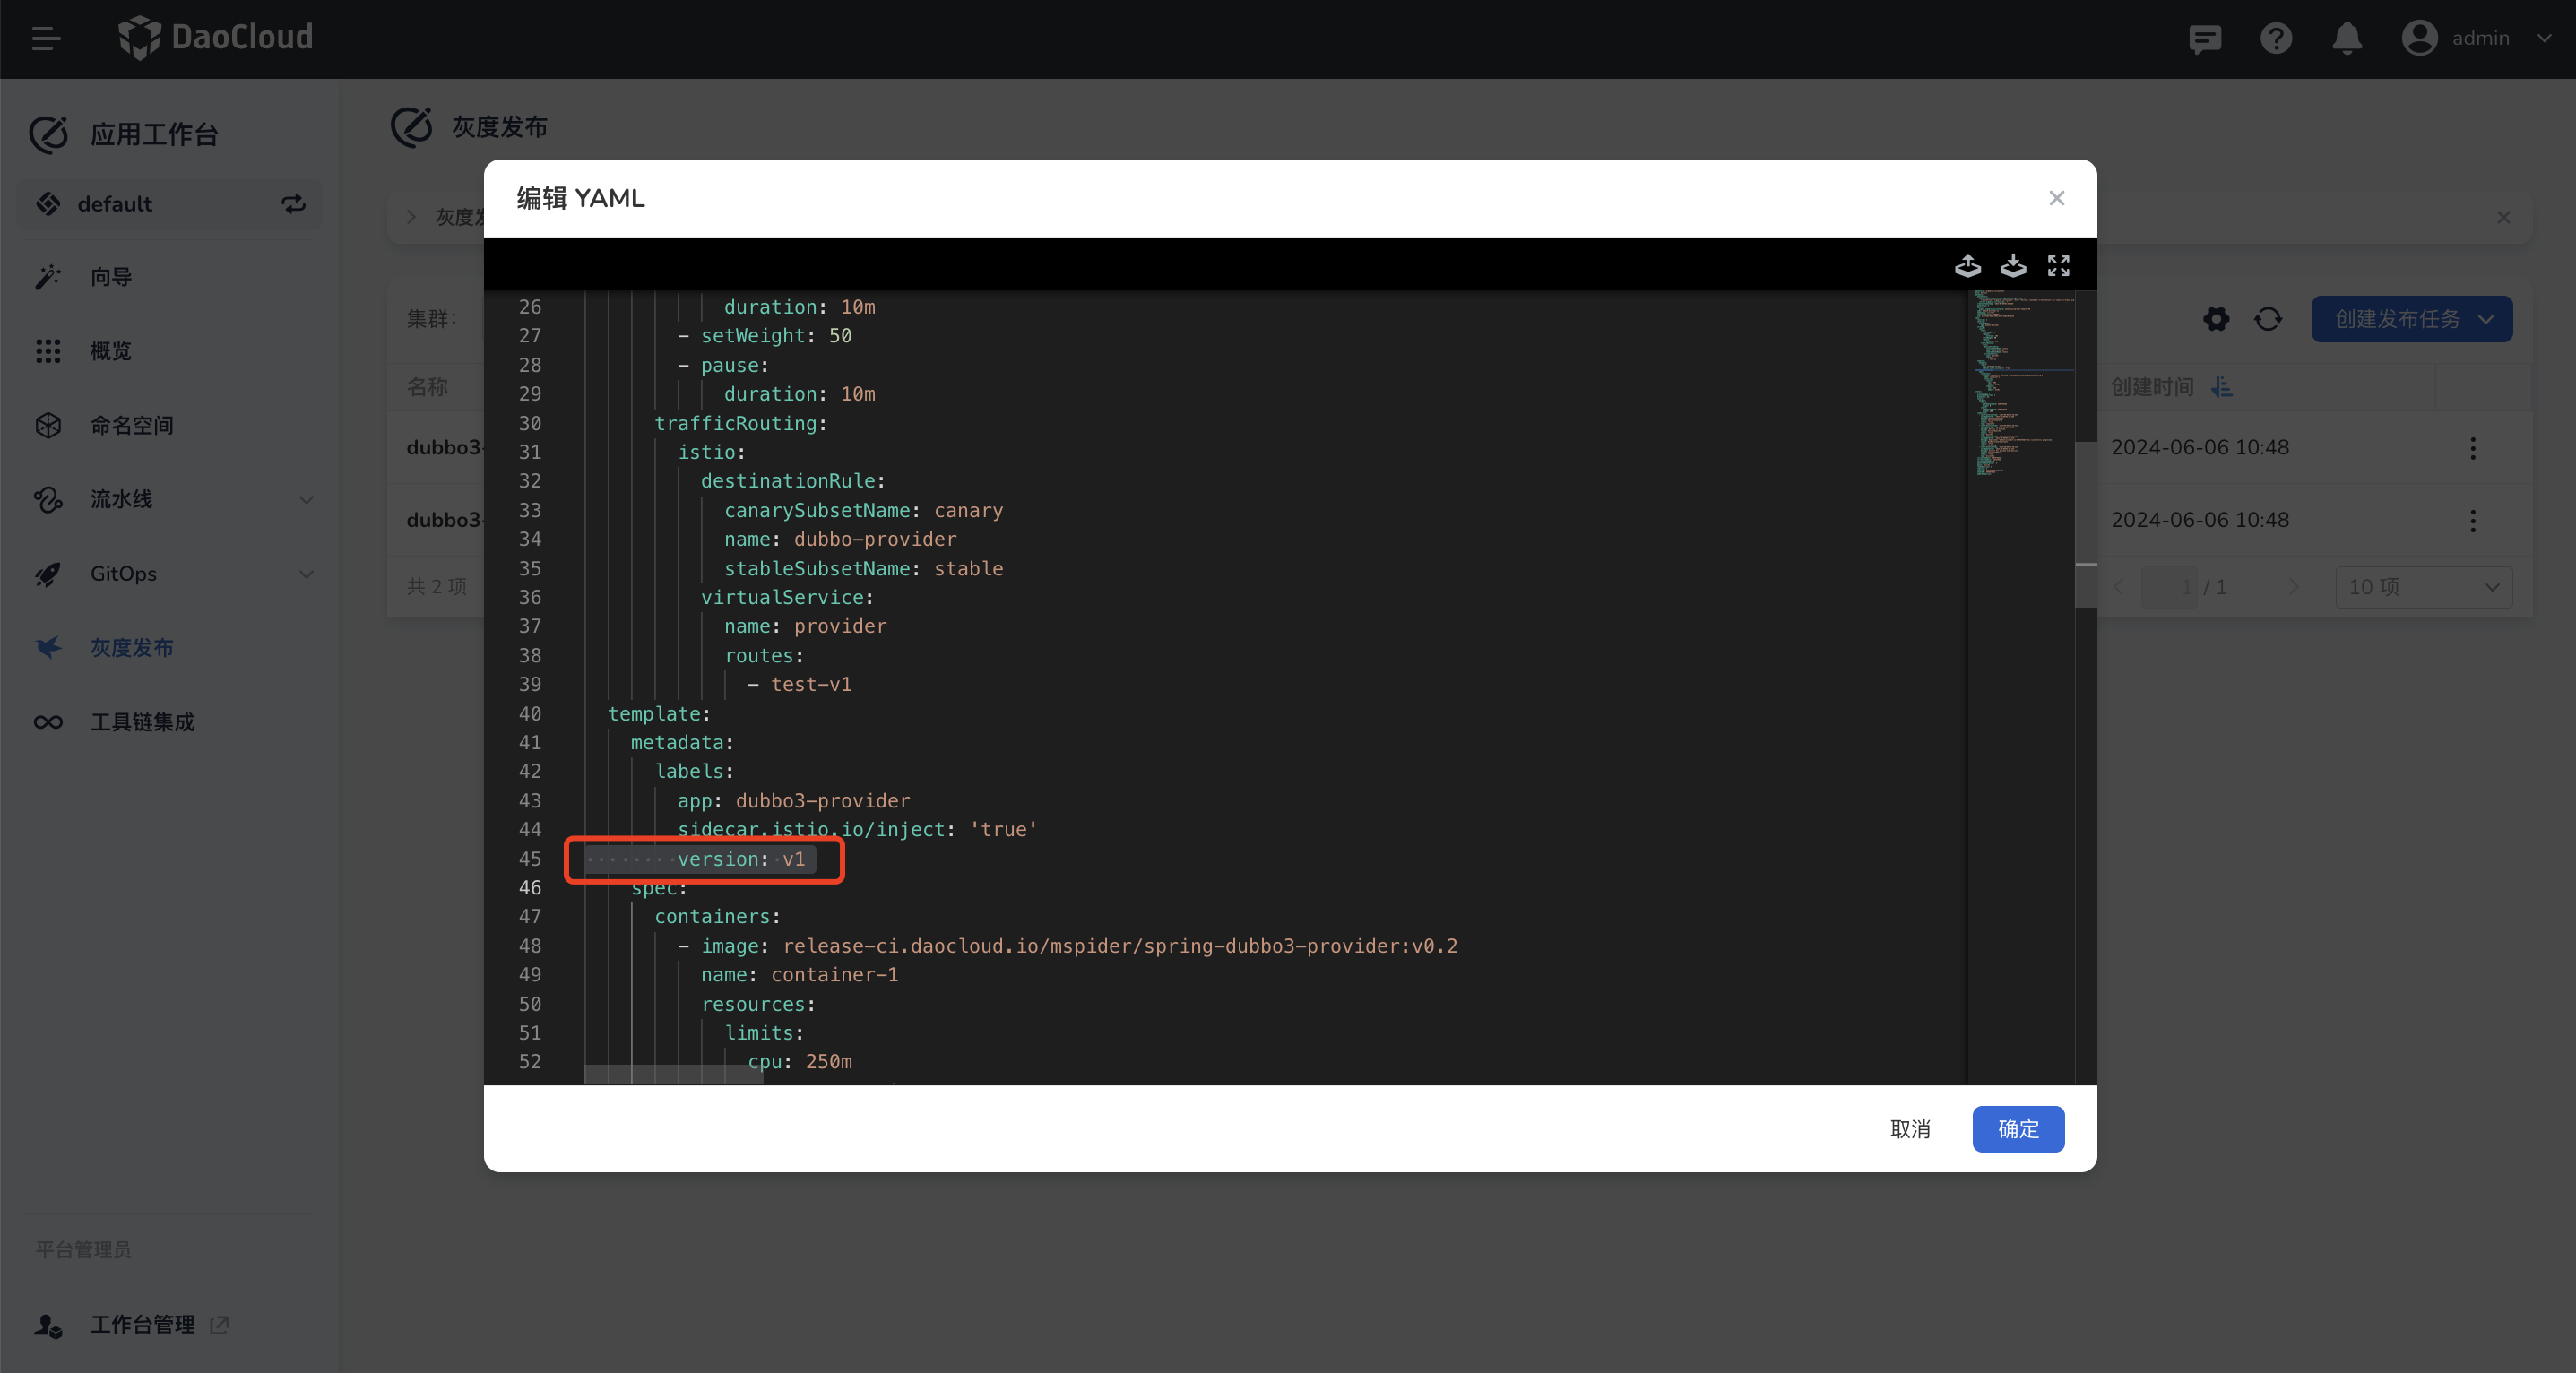 DaoCloud
admin
应用工作台
default
向导
概览
命名空间
流水线
GitOps
灰度发布
工具链集成
平台管理员
工作台管理
灰度发布
灰度发
集群：
创建发布任务
名称
创建时间
dubbo3-
2024-06-06 10:48
dubbo3-
2024-06-06 10:48
共 2 项
1 / 1
10 项
编辑 YAML
26 duration: 10m
27 - setWeight: 50
28 - pause:
29 duration: 10m
30 trafficRouting:
31 istio:
32 destinationRule:
33 canarySubsetName: canary
34 name: dubbo-provider
35 stableSubsetName: stable
36 virtualService:
37 name: provider
38 routes:
39 - test-v1
40 template:
41 metadata:
42 labels:
43 app: dubbo3-provider
44 sidecar.istio.io/inject: 'true'
45 version: v1
46 spec:
47 containers:
48 - image: release-ci.daocloud.io/mspider/spring-dubbo3-provider:v0.2
49 name: container-1
50 resources:
51 limits:
52 cpu: 250m
取消
确定